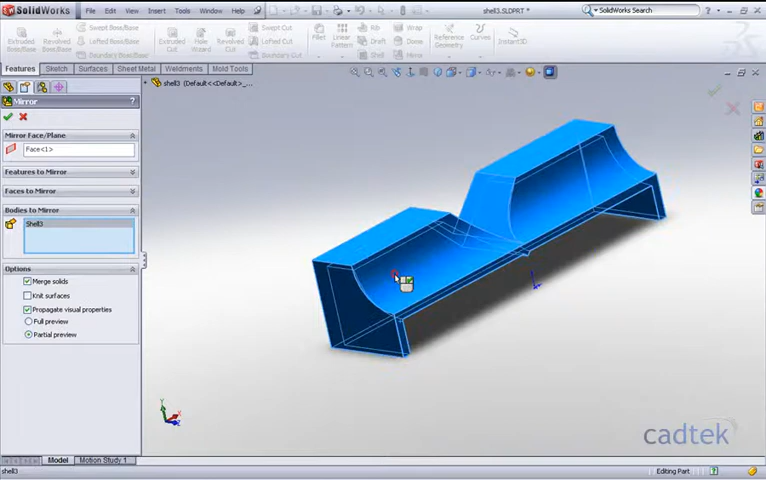 SolidWorks File Edit View Insert Tools Window Help shell3.SLDPRT * SolidWorks Search
Extruded Boss/Base Revolved Boss/Base Swept Boss/Base Lofted Boss/Base Boundary Boss/Base Extruded Cut Hole Wizard Revolved Cut Swept Cut Lofted Cut Boundary Cut Fillet Linear Pattern Rib Draft Shell Wrap Dome Mirror Reference Geometry Curves Instant3D
Features Sketch Surfaces Sheet Metal Weldments Mold Tools
shell3 (Default<<Default>_...
Mirror ?
Mirror Face/Plane
Face<1>
Features to Mirror
Faces to Mirror
Bodies to Mirror
Shell3
Options
Merge solids
Knit surfaces
Propagate visual properties
Full preview
Partial preview
Y
X
Z
cadtek
Model Motion Study 1
shell3 Editing Part